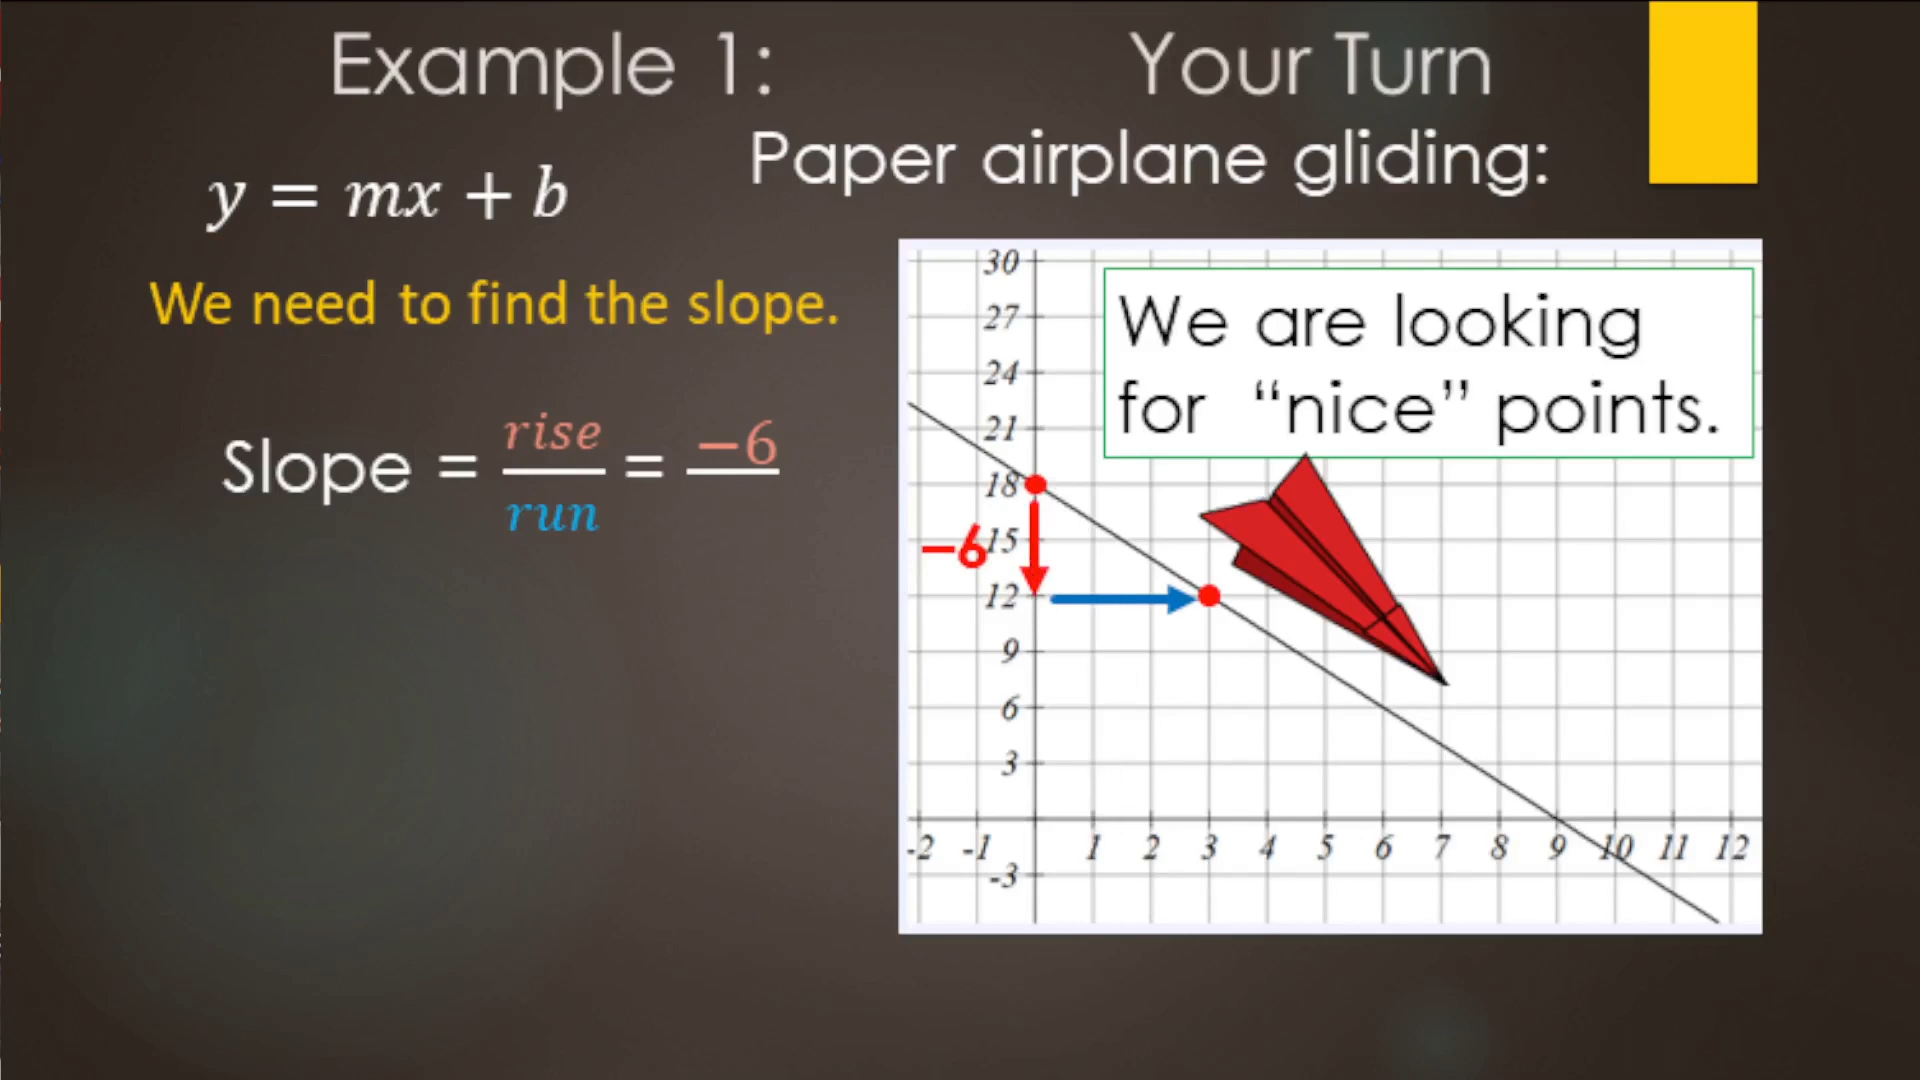 Example 1:
Your Turn
Paper airplane gliding:
y = mx + b
We need to find the slope.
Slope = rise/run = −6
We are looking
for “nice” points.
30
27
24
21
18
−6
15
12
9
6
3
-2 -1 1 2 3 4 5 6 7 8 9 10 11 12
-3